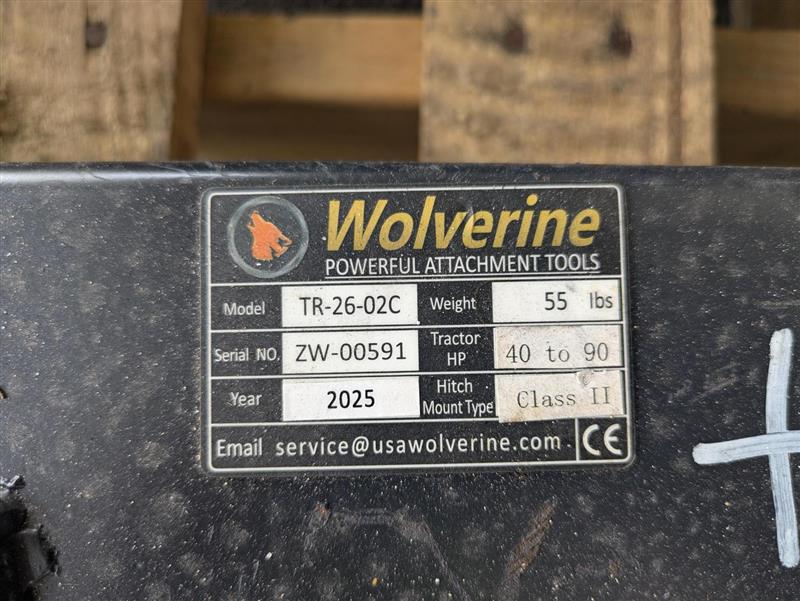 Wolverine
POWERFUL ATTACHMENT TOOLS
Model TR-26-02C Weight 55 lbs
Serial NO. ZW-00591 Tractor HP 40 to 90
Year 2025 Hitch Mount Type Class II
Email service@usawolverine.com CE